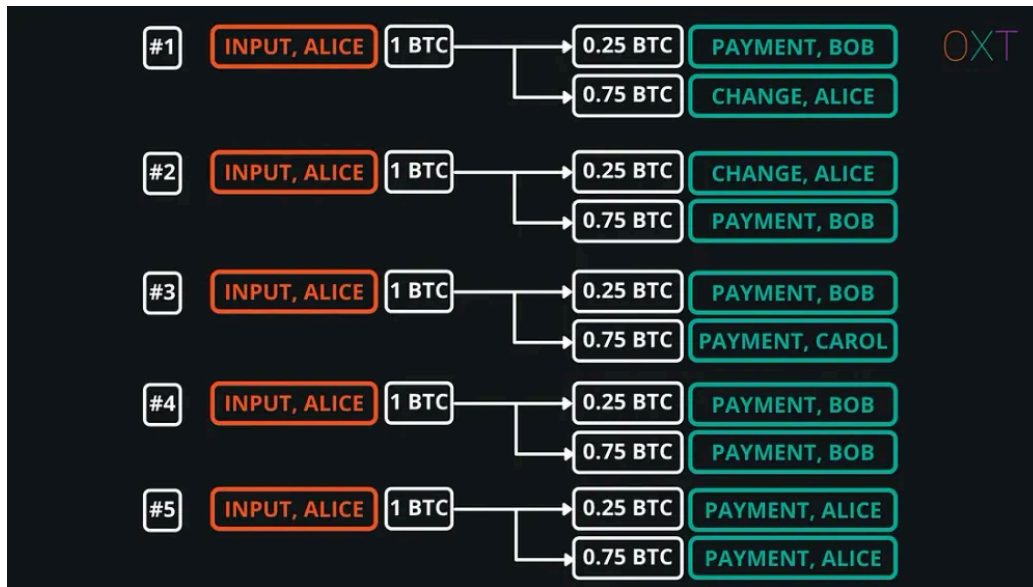 #1 INPUT, ALICE 1 BTC 0.25 BTC PAYMENT, BOB OXT
0.75 BTC CHANGE, ALICE
#2 INPUT, ALICE 1 BTC 0.25 BTC CHANGE, ALICE
0.75 BTC PAYMENT, BOB
#3 INPUT, ALICE 1 BTC 0.25 BTC PAYMENT, BOB
0.75 BTC PAYMENT, CAROL
#4 INPUT, ALICE 1 BTC 0.25 BTC PAYMENT, BOB
0.75 BTC PAYMENT, BOB
#5 INPUT, ALICE 1 BTC 0.25 BTC PAYMENT, ALICE
0.75 BTC PAYMENT, ALICE